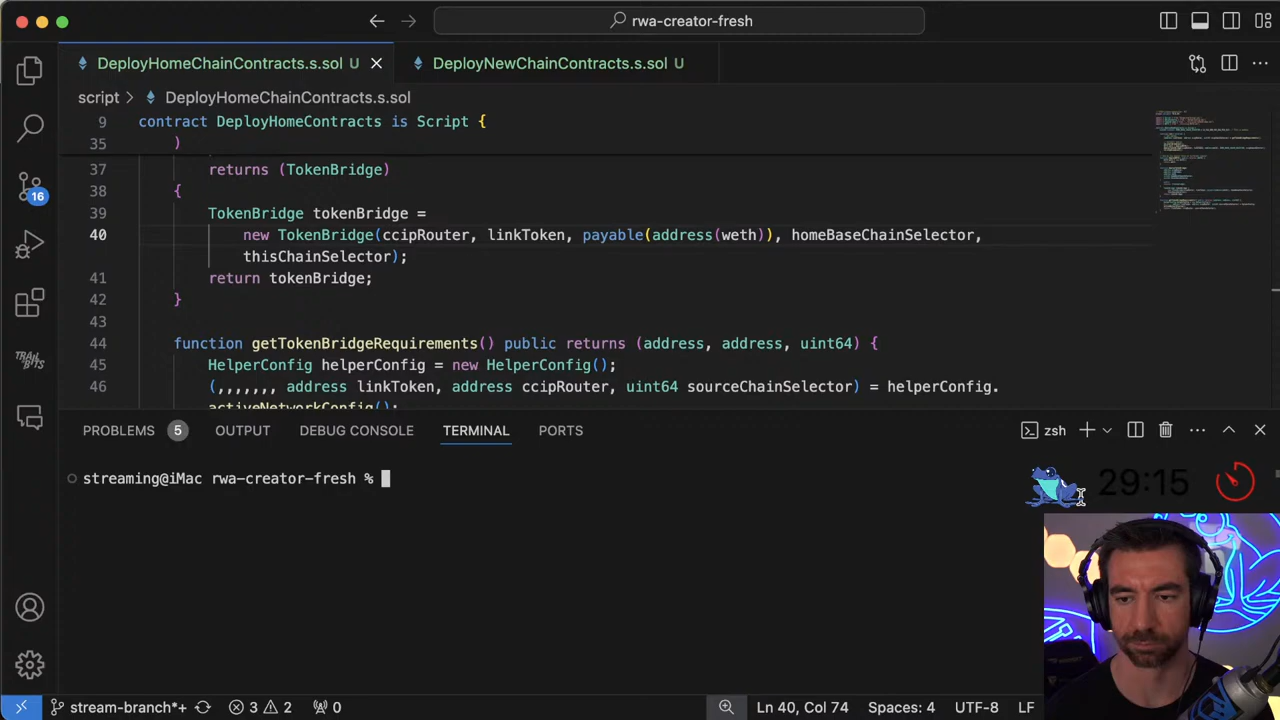 rwa-creator-fresh
DeployHomeChainContracts.s.sol U
DeployNewChainContracts.s.sol U
script > DeployHomeChainContracts.s.sol
9 contract DeployHomeContracts is Script {
35 )
37 returns (TokenBridge)
38 {
39 TokenBridge tokenBridge =
40 new TokenBridge(ccipRouter, linkToken, payable(address(weth)), homeBaseChainSelector,
thisChainSelector);
41 return tokenBridge;
42 }
43
44 function getTokenBridgeRequirements() public returns (address, address, uint64) {
45 HelperConfig helperConfig = new HelperConfig();
46 (,,,,,,, address linkToken, address ccipRouter, uint64 sourceChainSelector) = helperConfig.
activeNetworkConfig();
16
TRAIL OF BITS
PROBLEMS 5 OUTPUT DEBUG CONSOLE TERMINAL PORTS
zsh
streaming@iMac rwa-creator-fresh %
29:15
stream-branch*+ 3 2 0
Ln 40, Col 74 Spaces: 4 UTF-8 LF